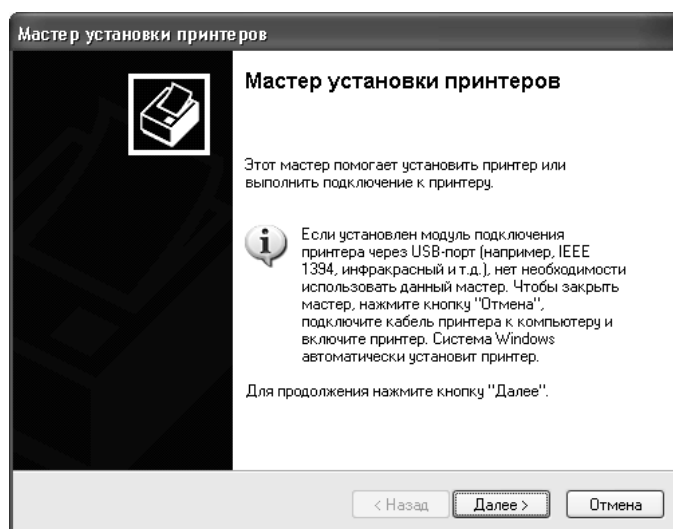 Мастер установки принтеров
Мастер установки принтеров
Этот мастер помогает установить принтер или
выполнить подключение к принтеру.
Если установлен модуль подключения
принтера через USB-порт (например, IEEE
1394, инфракрасный и т.д.), нет необходимости
использовать данный мастер. Чтобы закрыть
мастер, нажмите кнопку "Отмена",
подключите кабель принтера к компьютеру и
включите принтер. Система Windows
автоматически установит принтер.
Для продолжения нажмите кнопку "Далее".
< Назад Далее > Отмена